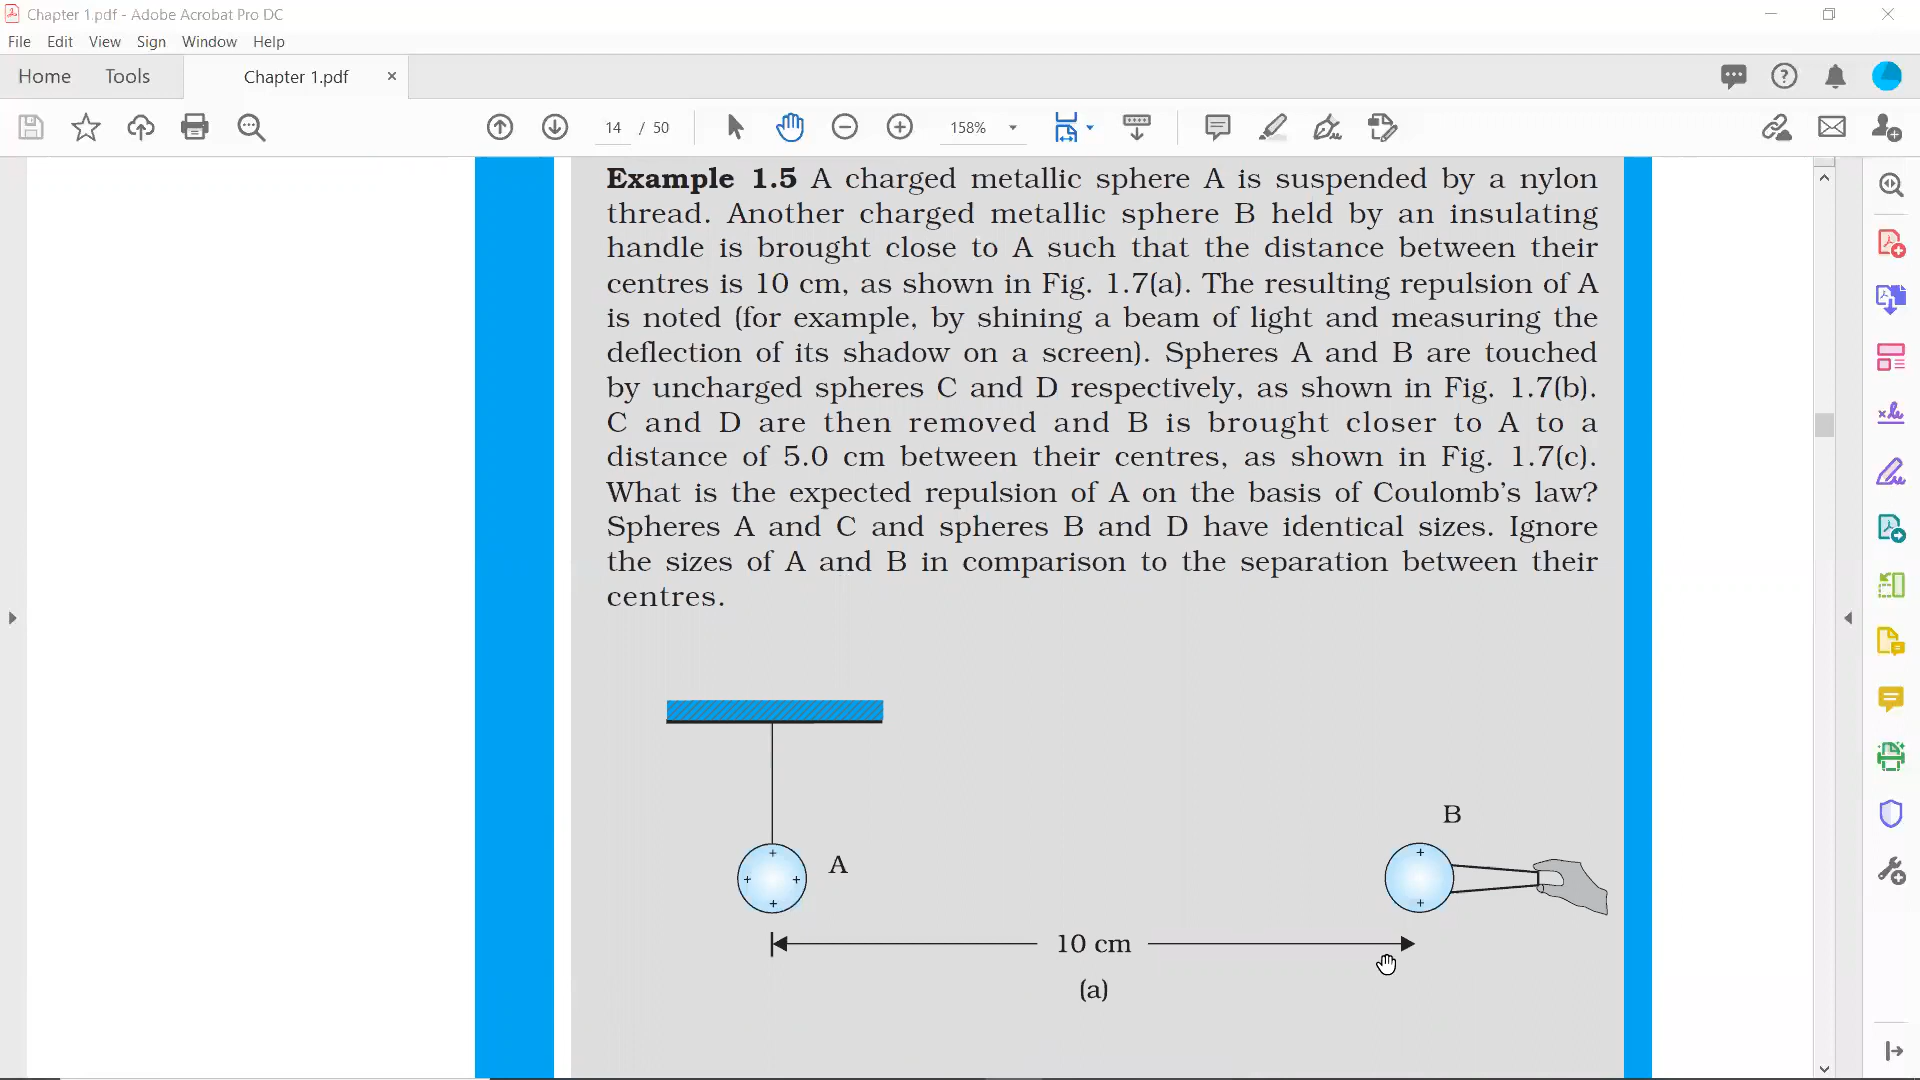 Chapter 1.pdf - Adobe Acrobat Pro DC
File Edit View Sign Window Help
Home Tools Chapter 1.pdf
14 / 50 158%
Example 1.5 A charged metallic sphere A is suspended by a nylon
thread. Another charged metallic sphere B held by an insulating
handle is brought close to A such that the distance between their
centres is 10 cm, as shown in Fig. 1.7(a). The resulting repulsion of A
is noted (for example, by shining a beam of light and measuring the
deflection of its shadow on a screen). Spheres A and B are touched
by uncharged spheres C and D respectively, as shown in Fig. 1.7(b).
C and D are then removed and B is brought closer to A to a
distance of 5.0 cm between their centres, as shown in Fig. 1.7(c).
What is the expected repulsion of A on the basis of Coulomb's law?
Spheres A and C and spheres B and D have identical sizes. Ignore
the sizes of A and B in comparison to the separation between their
centres.
B
A
10 cm
(a)